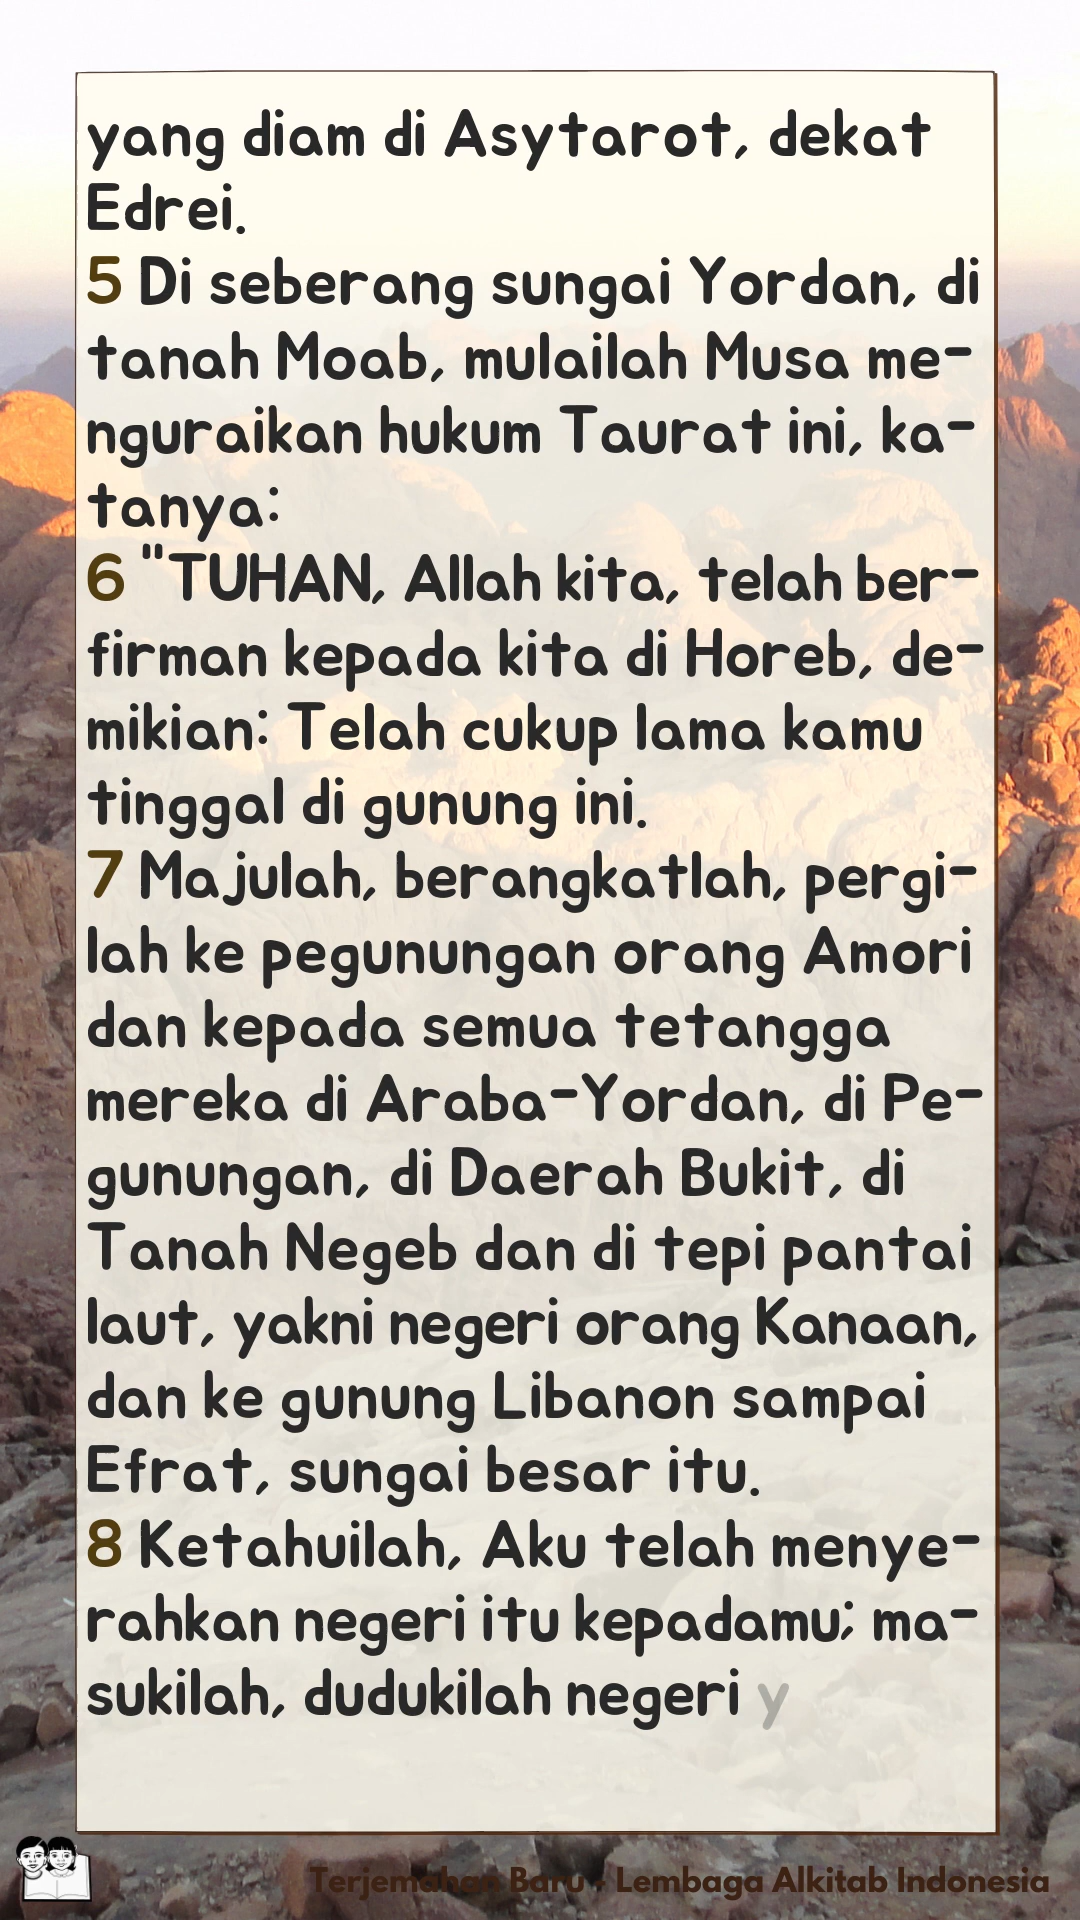 yang diam di Asytarot, dekat
Edrei.
5 Di seberang sungai Yordan, di
tanah Moab, mulailah Musa me-
nguraikan hukum Taurat ini, ka-
tanya:
6 "TUHAN, Allah kita, telah ber-
firman kepada kita di Horeb, de-
mikian: Telah cukup lama kamu
tinggal di gunung ini.
7 Majulah, berangkatlah, pergi-
lah ke pegunungan orang Amori
dan kepada semua tetangga
mereka di Araba-Yordan, di Pe-
gunungan, di Daerah Bukit, di
Tanah Negeb dan di tepi pantai
laut, yakni negeri orang Kanaan,
dan ke gunung Libanon sampai
Efrat, sungai besar itu.
8 Ketahuilah, Aku telah menye-
rahkan negeri itu kepadamu; ma-
sukilah, dudukilah negeri y
Terjemahan Baru - Lembaga Alkitab Indonesia